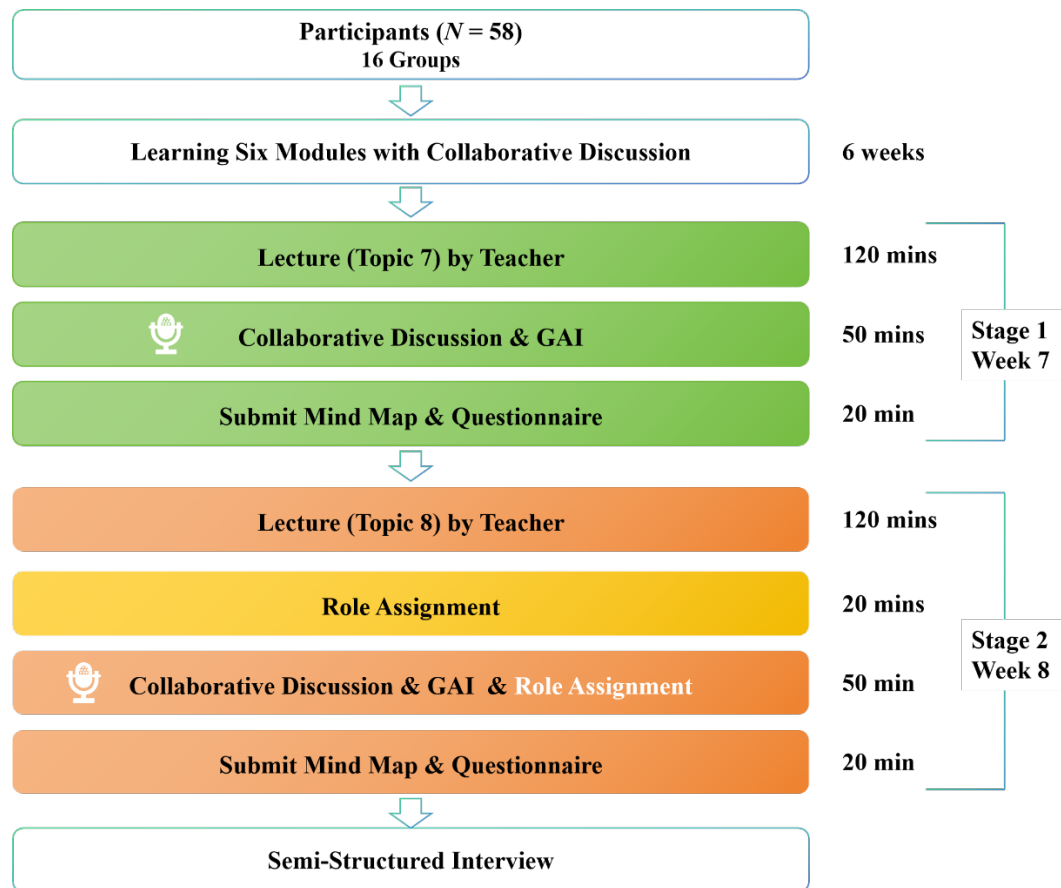 Participants (N = 58)
16 Groups
Learning Six Modules with Collaborative Discussion
6 weeks
Lecture (Topic 7) by Teacher
120 mins
Collaborative Discussion & GAI
50 mins
Stage 1
Week 7
Submit Mind Map & Questionnaire
20 min
Lecture (Topic 8) by Teacher
120 mins
Role Assignment
20 mins
Stage 2
Week 8
Collaborative Discussion & GAI & Role Assignment
50 min
Submit Mind Map & Questionnaire
20 min
Semi-Structured Interview